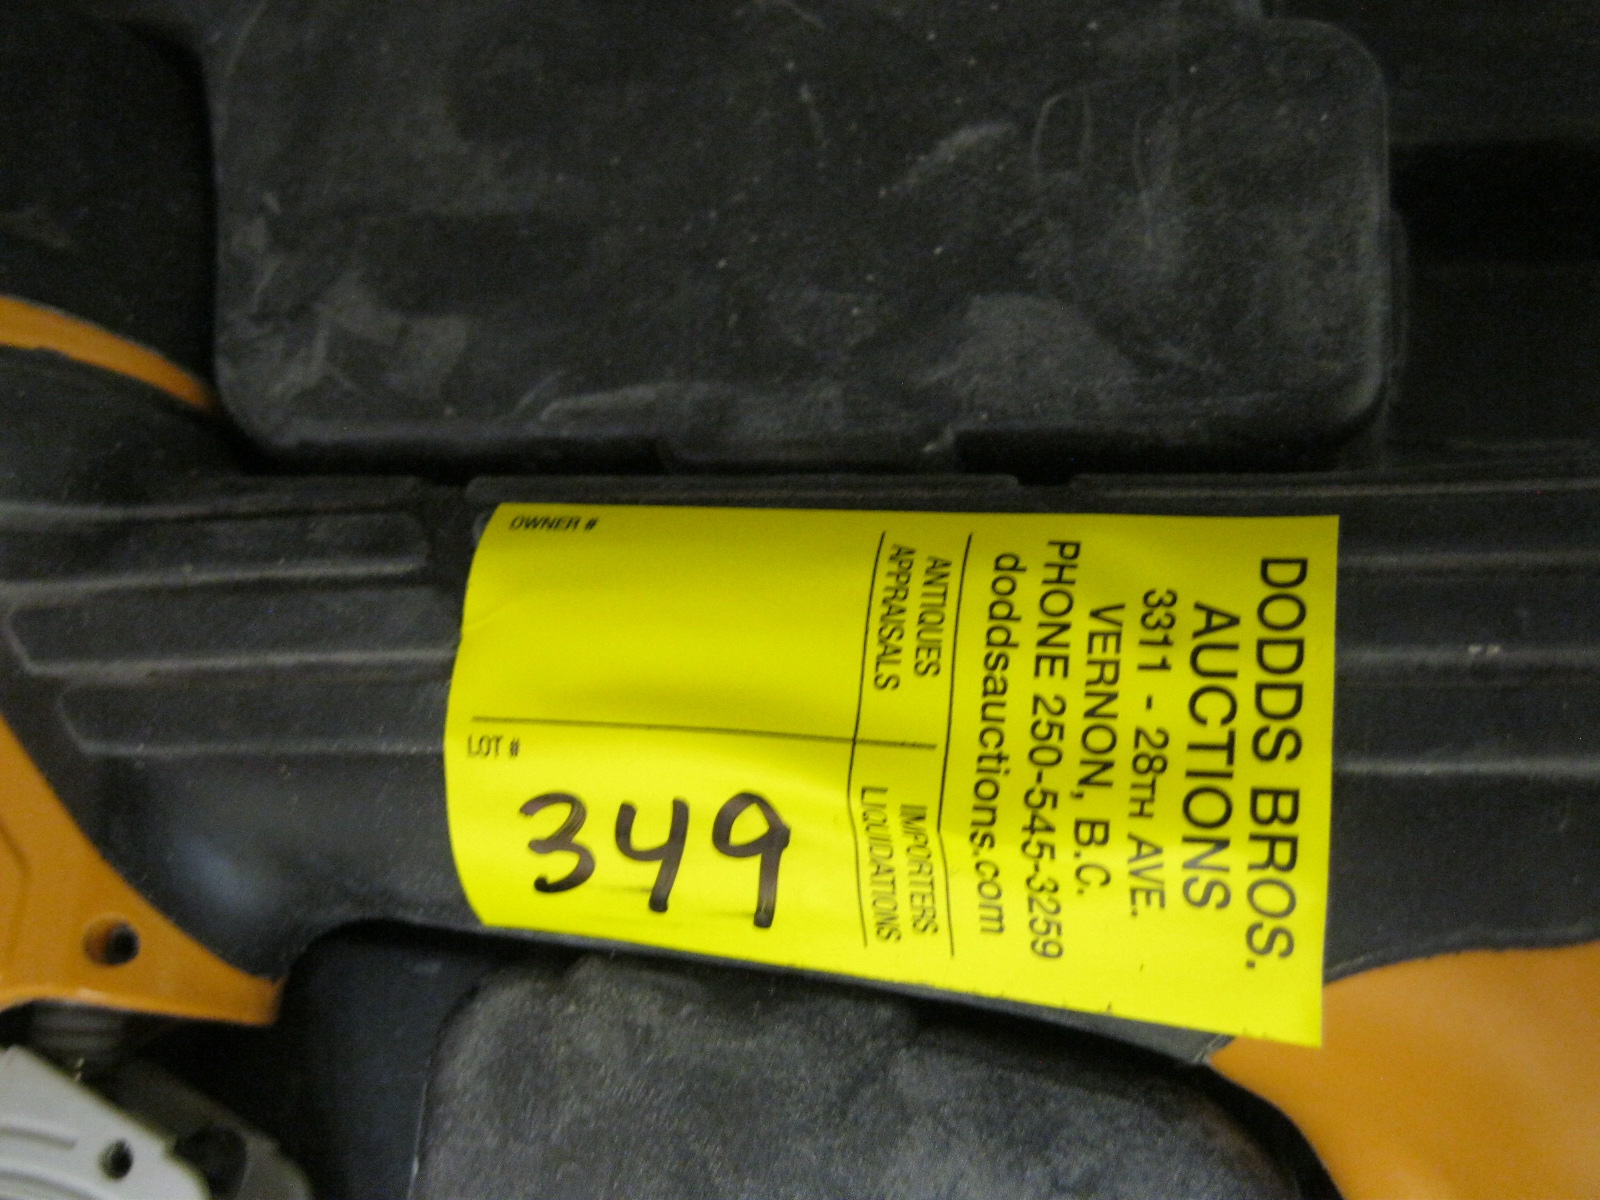 DODDS BROS.
AUCTIONS
3311 - 28TH AVE.
VERNON, B.C.
PHONE 250-545-3259
doddsauctions.com
ANTIQUES
APPRAISALS
IMPORTERS
LIQUIDATIONS
OWNER #
LOT #
349